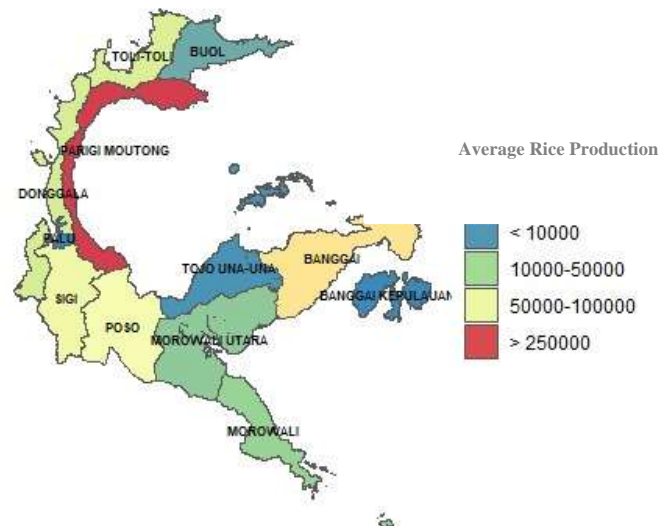 TOLI-TOLI
BUOL
PARIGI MOUTONG
Average Rice Production
DONGGALA
PALU
< 10000
TOJO UNA-UNA
BANGGAI
10000-50000
SIGI
BANGGAI KEPULAUAN
50000-100000
POSO
MOROWALI UTARA
> 250000
MOROWALI